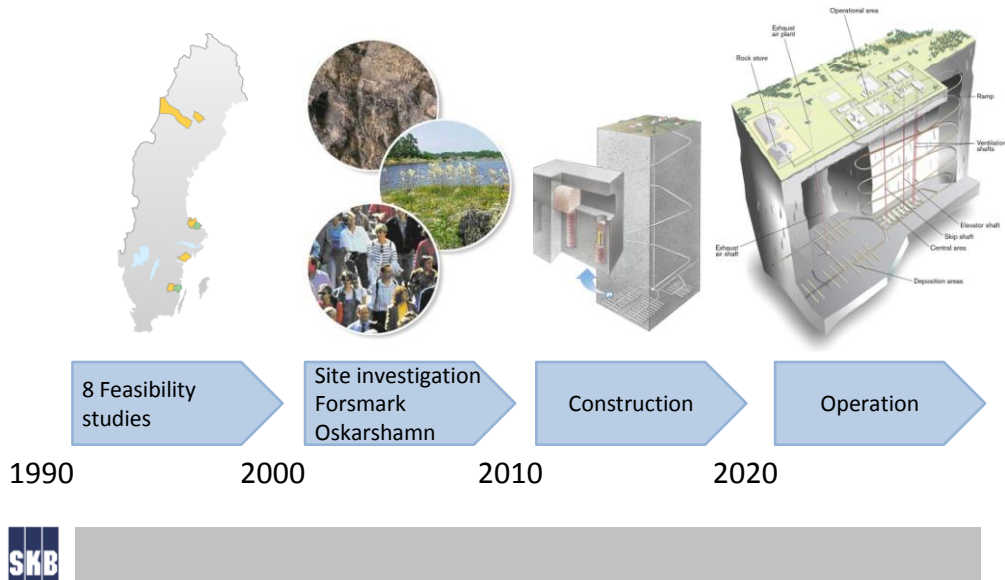 Operational area
Exhaust
air plant
Rock store
Ramp
Ventilation
shafts
Elevator shaft
Skip shaft
Central area
Exhaust
air shaft
Deposition areas
8 Feasibility
studies
Site investigation
Forsmark
Oskarshamn
Construction
Operation
1990
2000
2010
2020
SKB